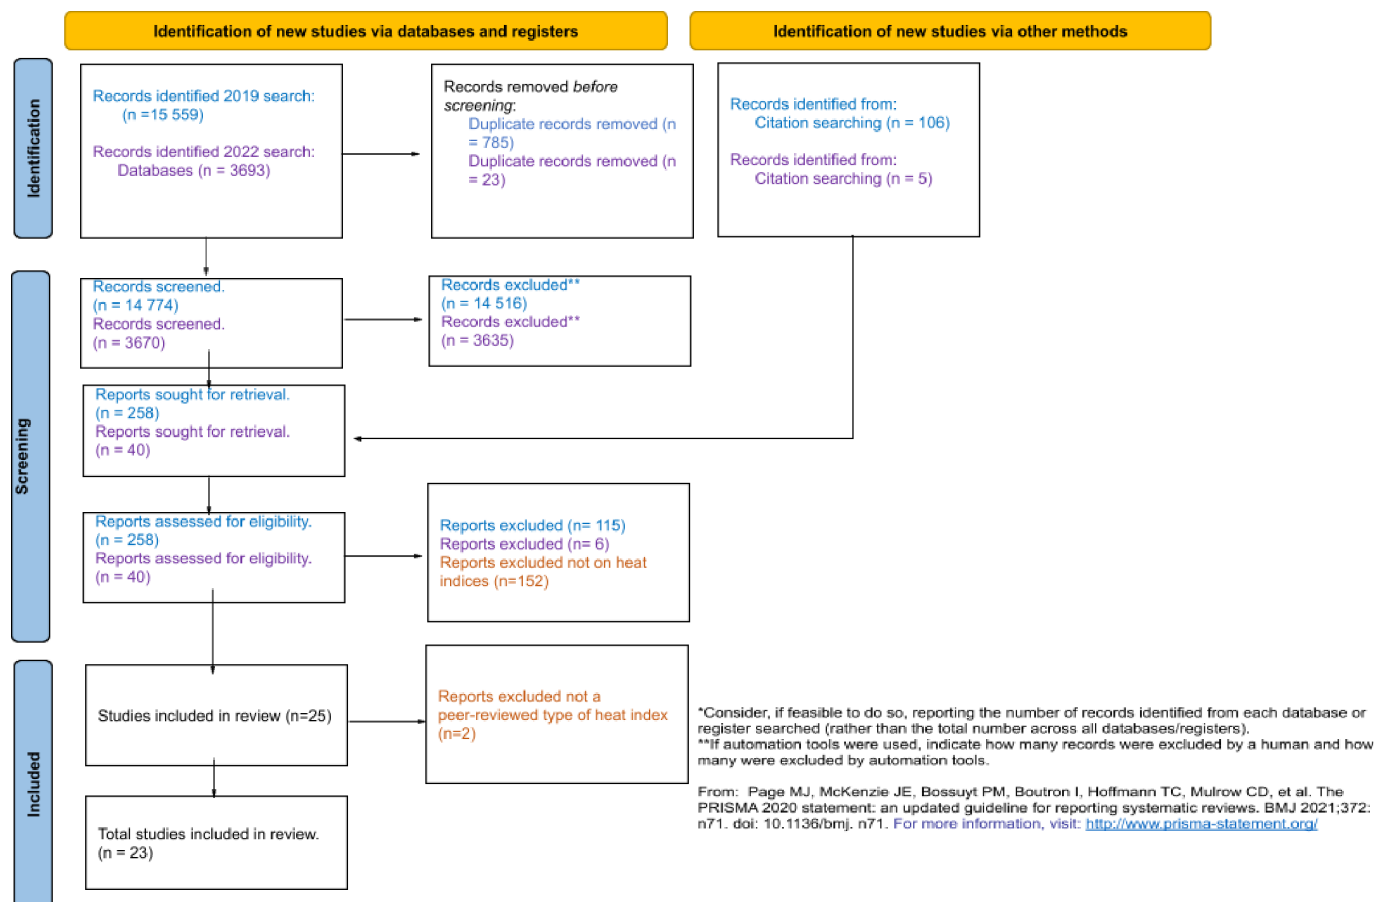 Identification of new studies via databases and registers
Identification of new studies via other methods
Identification
Records identified 2019 search:
(n =15 559)
Records identified 2022 search:
Databases (n = 3693)
Records removed before
screening:
Duplicate records removed (n
= 785)
Duplicate records removed (n
= 23)
Records identified from:
Citation searching (n = 106)
Records identified from:
Citation searching (n = 5)
Screening
Records screened.
(n = 14 774)
Records screened.
(n = 3670)
Records excluded**
(n = 14 516)
Records excluded**
(n = 3635)
Reports sought for retrieval.
(n = 258)
Reports sought for retrieval.
(n = 40)
Reports assessed for eligibility.
(n = 258)
Reports assessed for eligibility.
(n = 40)
Reports excluded (n= 115)
Reports excluded (n= 6)
Reports excluded not on heat
indices (n=152)
Included
Studies included in review (n=25)
Reports excluded not a
peer-reviewed type of heat index
(n=2)
Total studies included in review.
(n = 23)
*Consider, if feasible to do so, reporting the number of records identified from each database or
register searched (rather than the total number across all databases/registers).
**If automation tools were used, indicate how many records were excluded by a human and how
many were excluded by automation tools.
From: Page MJ, McKenzie JE, Bossuyt PM, Boutron I, Hoffmann TC, Mulrow CD, et al. The
PRISMA 2020 statement: an updated guideline for reporting systematic reviews. BMJ 2021;372:
n71. doi: 10.1136/bmj. n71. For more information, visit: http://www.prisma-statement.org/